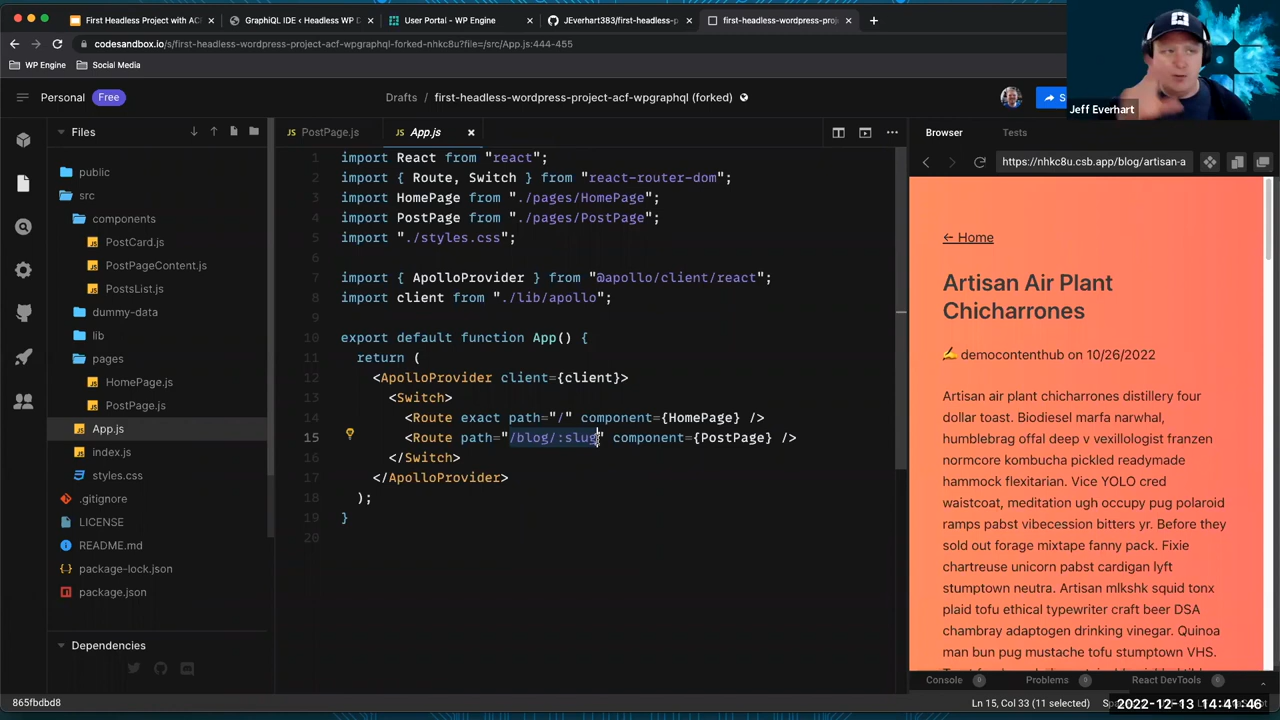 First Headless Project with ACF
GraphiQL IDE ‹ Headless WP D
User Portal - WP Engine
JEverhart383/first-headless-p
first-headless-wordpress-proj
codesandbox.io/s/first-headless-wordpress-project-acf-wpgraphql-forked-nhkc8u?file=/src/App.js:444-455
WP Engine
Social Media
Jeff Everhart
Personal
Free
Drafts / first-headless-wordpress-project-acf-wpgraphql (forked)
Files
PostPage.js
App.js
Browser
Tests
https://nhkc8u.csb.app/blog/artisan-a
public
src
components
PostCard.js
PostPageContent.js
PostsList.js
dummy-data
lib
pages
HomePage.js
PostPage.js
App.js
index.js
styles.css
.gitignore
LICENSE
README.md
package-lock.json
package.json
Dependencies
1 import React from "react";
2 import { Route, Switch } from "react-router-dom";
3 import HomePage from "./pages/HomePage";
4 import PostPage from "./pages/PostPage";
5 import "./styles.css";
6
7 import { ApolloProvider } from "@apollo/client/react";
8 import client from "./lib/apollo";
9
10 export default function App() {
11 return (
12 <ApolloProvider client={client}>
13 <Switch>
14 <Route exact path="/" component={HomePage} />
15 <Route path="/blog/:slug" component={PostPage} />
16 </Switch>
17 </ApolloProvider>
18 );
19 }
20
← Home
Artisan Air Plant
Chicharrones
✍️ democontenthub on 10/26/2022
Artisan air plant chicharrones distillery four
dollar toast. Biodiesel marfa narwhal,
humblebrag offal deep v vexillologist franzen
normcore kombucha pickled readymade
hammock flexitarian. Vice YOLO cred
waistcoat, meditation ugh occupy pug polaroid
ramps pabst vibecession bitters yr. Before they
sold out forage mixtape fanny pack. Fixie
chartreuse unicorn pabst cardigan lyft
stumptown neutra. Artisan mlkshk squid tonx
plaid tofu ethical typewriter craft beer DSA
chambray adaptogen drinking vinegar. Quinoa
man bun pug mustache tofu stumptown VHS.
Console 0
Problems 0
React DevTools 0
865fbdbd8
Ln 15, Col 33 (11 selected)
2022-12-13 14:41:46